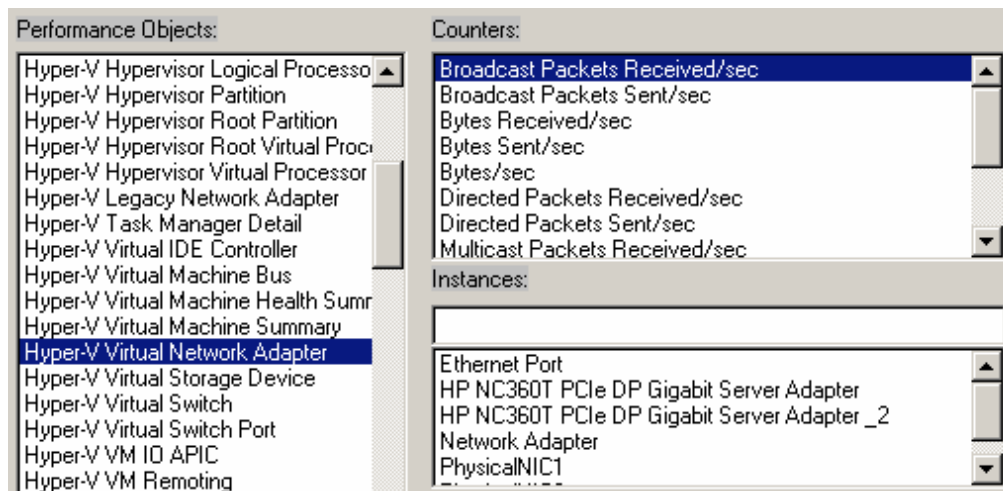 Performance Objects:
Hyper-V Hypervisor Logical Processo
Hyper-V Hypervisor Partition
Hyper-V Hypervisor Root Partition
Hyper-V Hypervisor Root Virtual Proc
Hyper-V Hypervisor Virtual Processor
Hyper-V Legacy Network Adapter
Hyper-V Task Manager Detail
Hyper-V Virtual IDE Controller
Hyper-V Virtual Machine Bus
Hyper-V Virtual Machine Health Summ
Hyper-V Virtual Machine Summary
Hyper-V Virtual Network Adapter
Hyper-V Virtual Storage Device
Hyper-V Virtual Switch
Hyper-V Virtual Switch Port
Hyper-V VM IO APIC
Hyper-V VM Remoting
Counters:
Broadcast Packets Received/sec
Broadcast Packets Sent/sec
Bytes Received/sec
Bytes Sent/sec
Bytes/sec
Directed Packets Received/sec
Directed Packets Sent/sec
Multicast Packets Received/sec
Instances:
Ethernet Port
HP NC360T PCIe DP Gigabit Server Adapter
HP NC360T PCIe DP Gigabit Server Adapter _2
Network Adapter
PhysicalNIC1